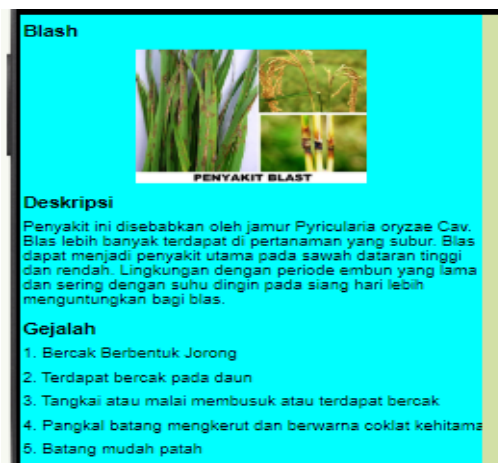 Blash
PENYAKIT BLAST
Deskripsi
Penyakit ini disebabkan oleh jamur Pyricularia oryzae Cav.
Blas lebih banyak terdapat di pertanaman yang subur. Blas
dapat menjadi penyakit utama pada sawah dataran tinggi
dan rendah. Lingkungan dengan periode embun yang lama
dan sering dengan suhu dingin pada siang hari lebih
menguntungkan bagi blas.
Gejalah
1. Bercak Berbentuk Jorong
2. Terdapat bercak pada daun
3. Tangkai atau malai membusuk atau terdapat bercak
4. Pangkal batang mengkerut dan berwarna coklat kehitama
5. Batang mudah patah